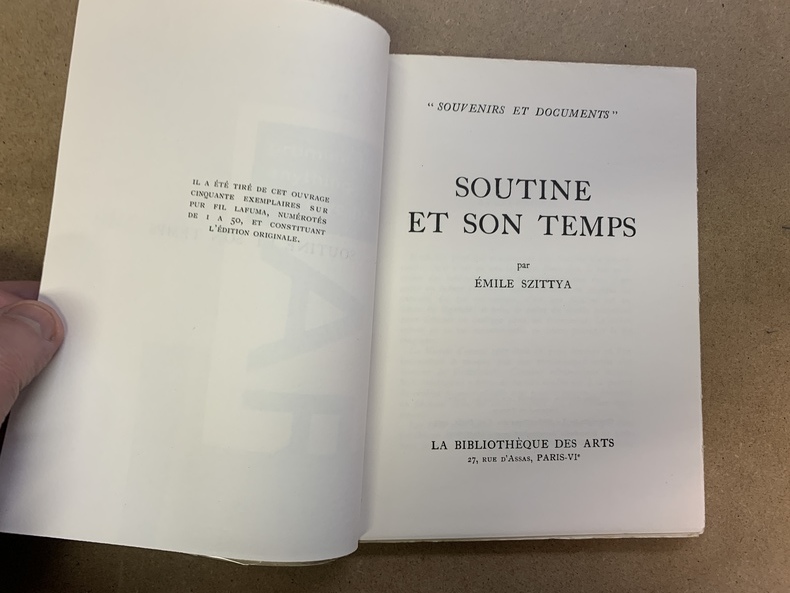 IL A ÉTÉ TIRÉ DE CET OUVRAGE
CINQUANTE EXEMPLAIRES SUR
PUR FIL LAFUMA, NUMÉROTÉS
DE 1 A 50, ET CONSTITUANT
L'ÉDITION ORIGINALE.
“ SOUVENIRS ET DOCUMENTS ”
SOUTINE
ET SON TEMPS
par
ÉMILE SZITTYA
LA BIBLIOTHÈQUE DES ARTS
27, RUE D'ASSAS, PARIS-VIᵉ